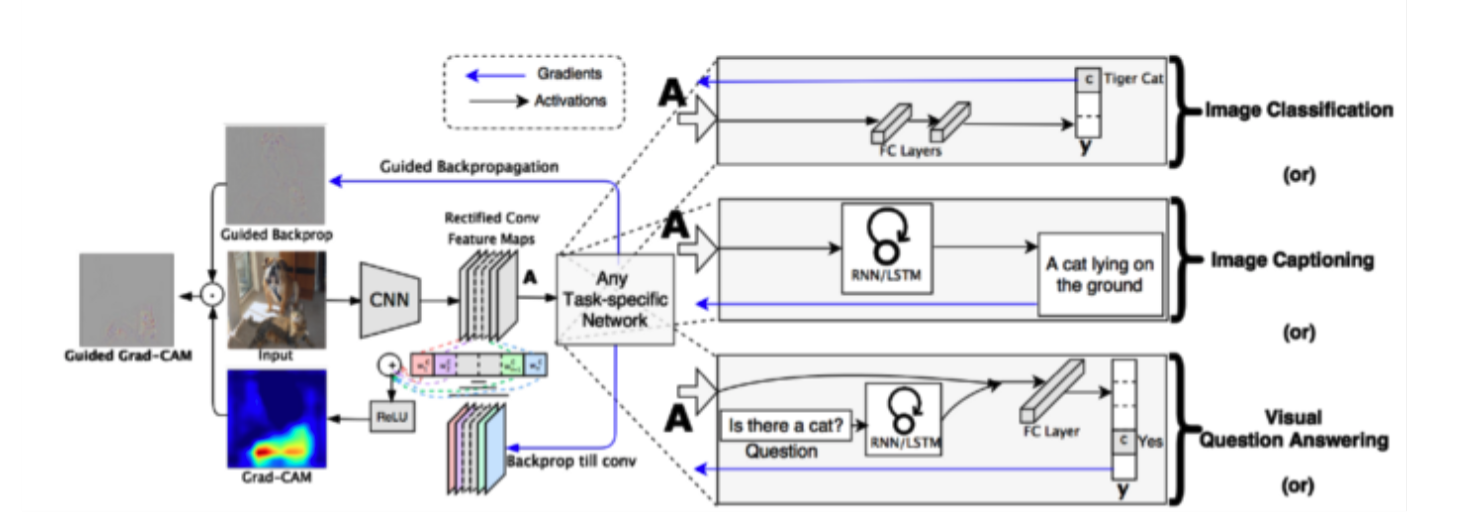 Gradients
Activations
Guided Backpropagation
Guided Backprop
Input
Grad-CAM
Guided Grad-CAM
CNN
Rectified Conv
Feature Maps
A
Any
Task-specific
Network
ReLU
+
Backprop till conv
A
c Tiger Cat
FC Layers
y
Image Classification
(or)
A
RNN/LSTM
A cat lying on
the ground
Image Captioning
(or)
A
Is there a cat?
Question
RNN/LSTM
FC Layer
c Yes
y
Visual
Question Answering
(or)